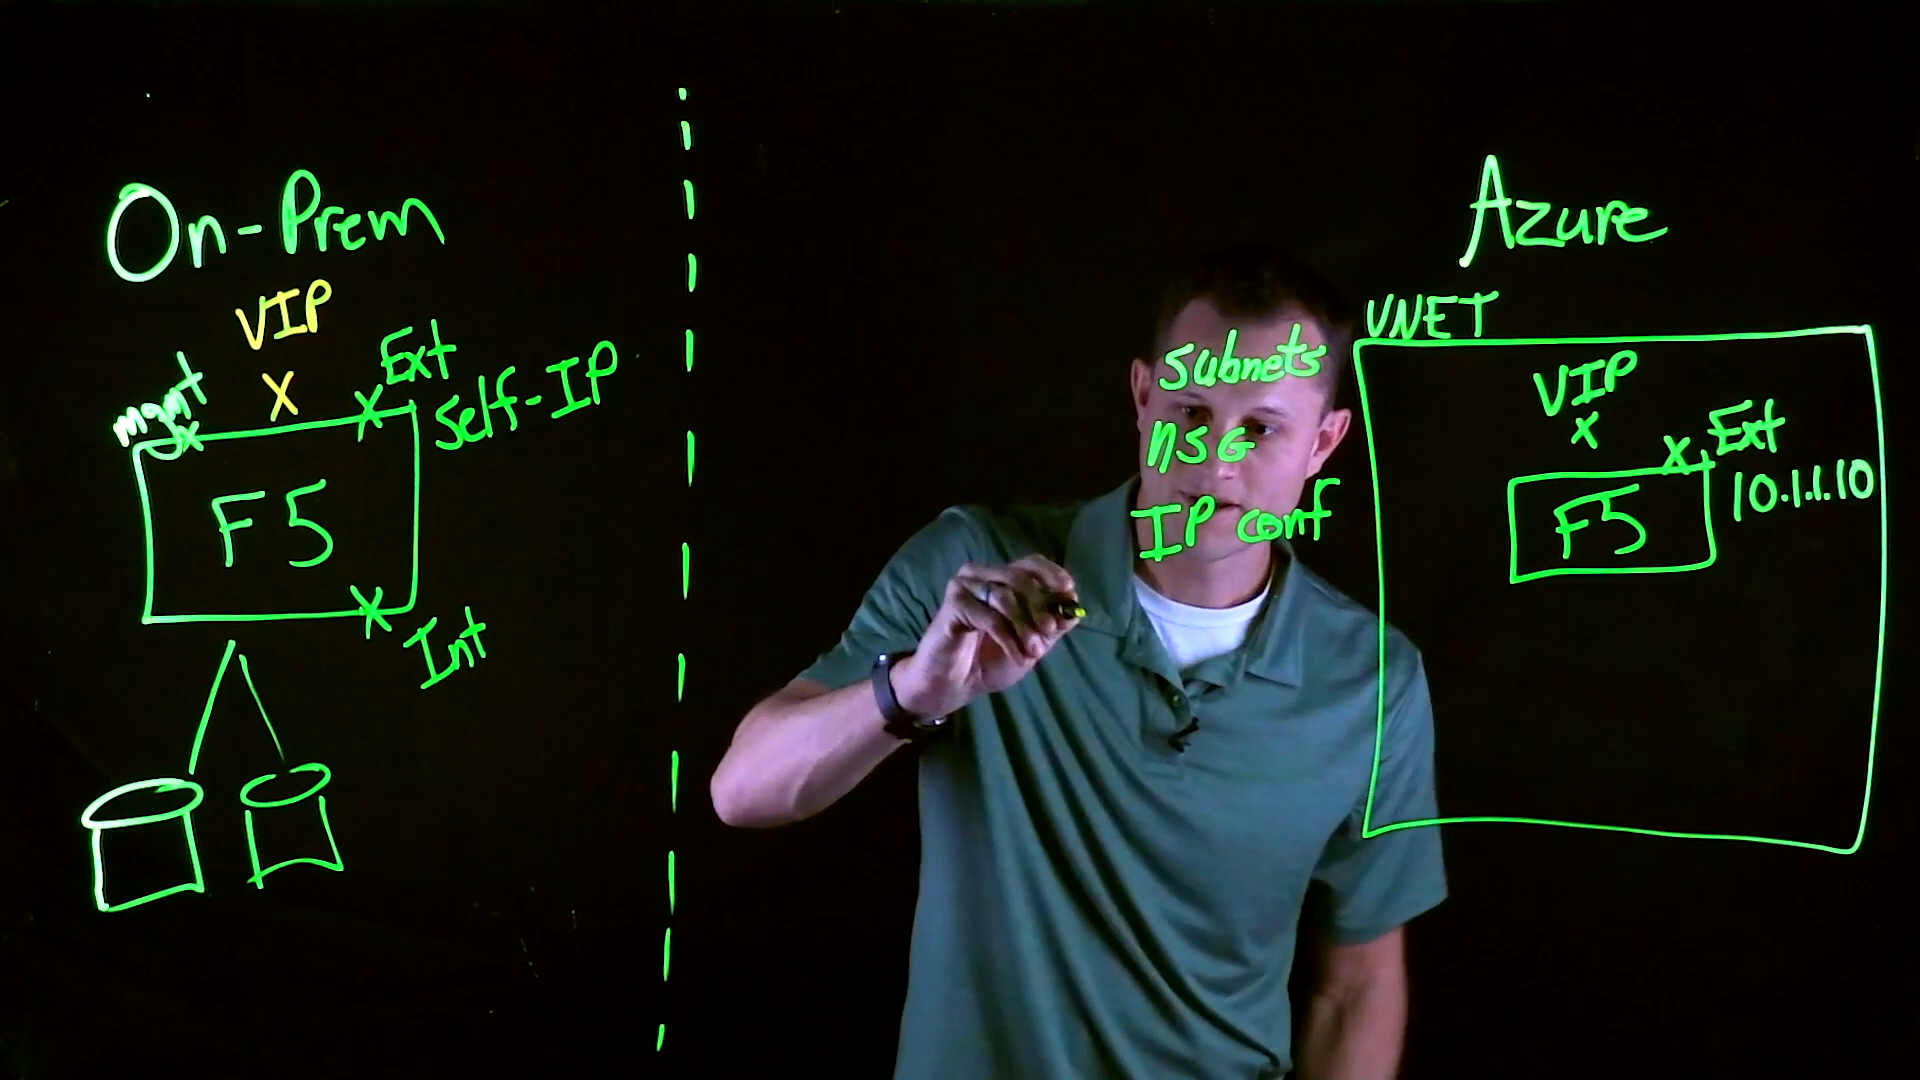 On-Prem
VIP
X
mgmt
x
X
Ext
Self-IP
F5
X
Int
Azure
VNET
Subnets
NSG
IP conf
VIP
x
x
Ext
10.1.1.10
F5